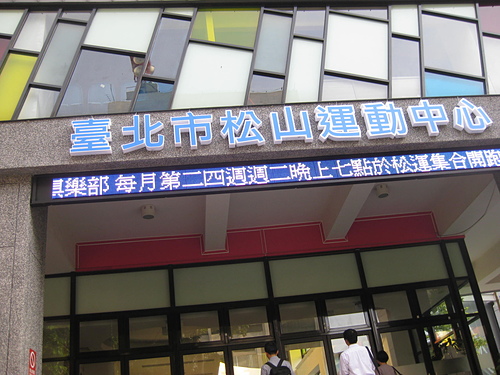 臺北市松山運動中心
俱樂部 每月第二四週週二晚上七點於松運集合開跑